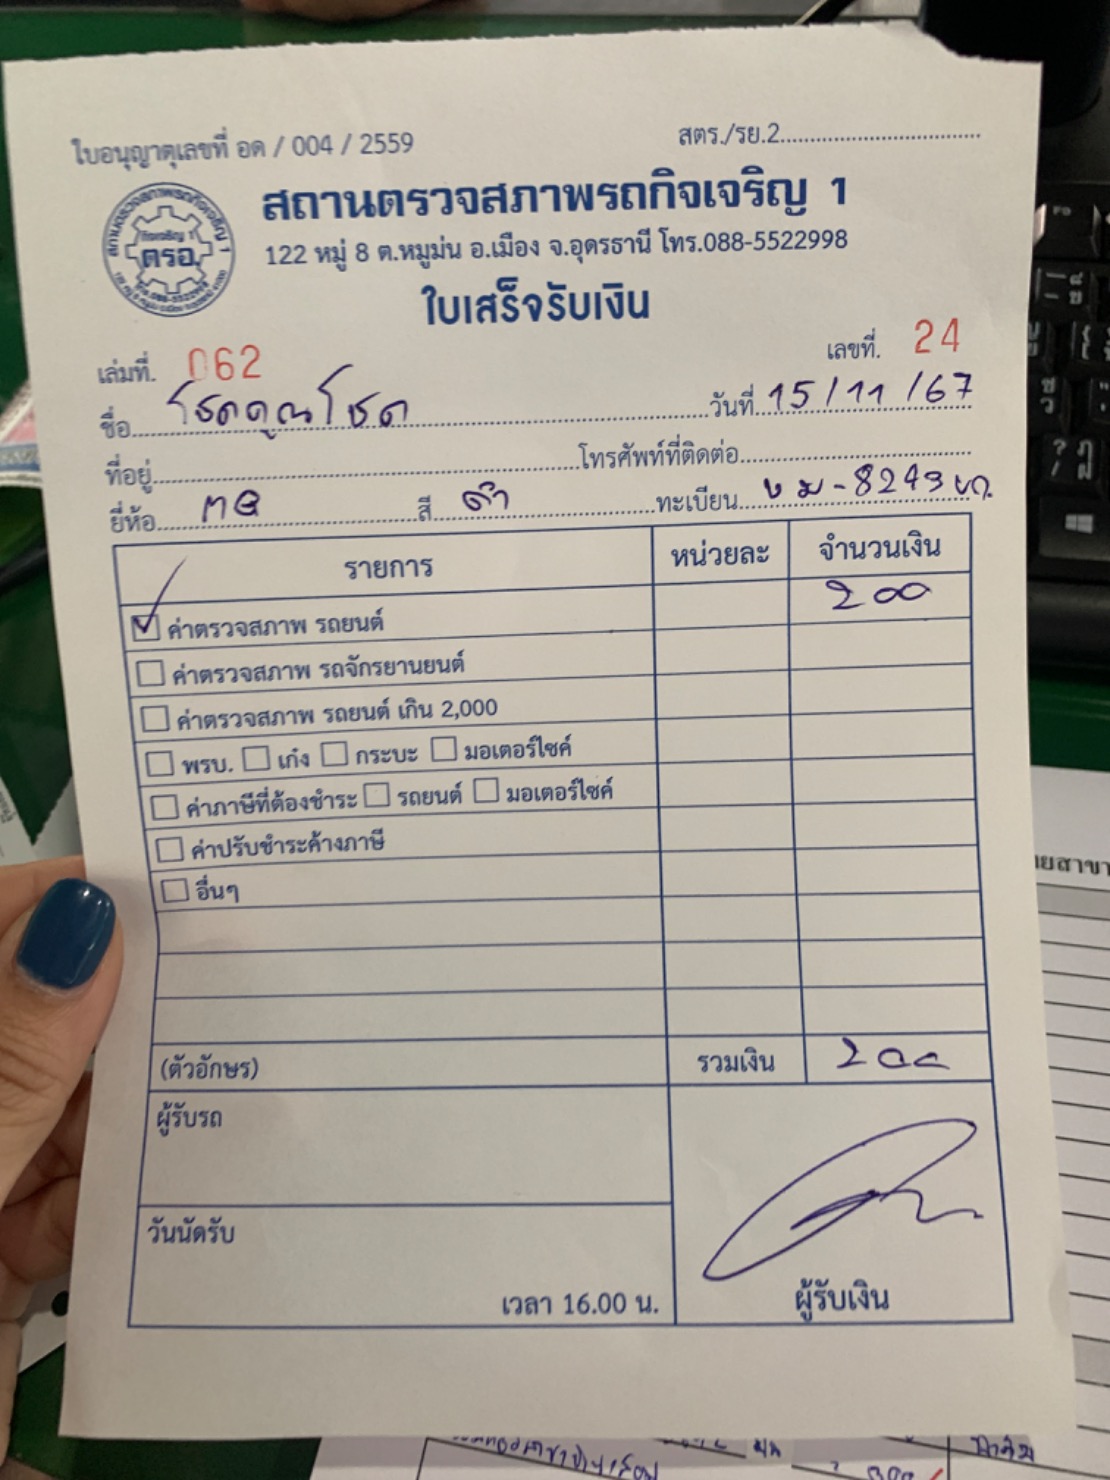 ใบอนุญาตุเลขที่ อด / 004 / 2559
สตร./รย.2
สถานตรวจสภาพรถกิจเจริญ 1
122 หมู่ 8 ต.หมูม่น อ.เมือง จ.อุดรธานี โทร.088-5522998
กิจเจริญ 1
ตรอ.
ใบเสร็จรับเงิน
เล่มที่. 062
เลขที่. 24
ชื่อ โชคคูณโชค วันที่ 15/11/67
ที่อยู่ โทรศัพท์ที่ติดต่อ
ยี่ห้อ MG สี ดำ ทะเบียน ขม-8243 ขก.
รายการ หน่วยละ จำนวนเงิน
ค่าตรวจสภาพ รถยนต์ 200
ค่าตรวจสภาพ รถจักรยานยนต์
ค่าตรวจสภาพ รถยนต์ เกิน 2,000
พรบ. เก๋ง กระบะ มอเตอร์ไซค์
ค่าภาษีที่ต้องชำระ รถยนต์ มอเตอร์ไซค์
ค่าปรับชำระค้างภาษี
อื่นๆ
(ตัวอักษร) รวมเงิน 200
ผู้รับรถ
วันนัดรับ
เวลา 16.00 น.
ผู้รับเงิน